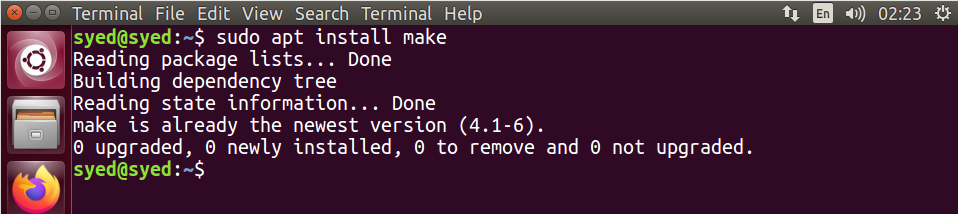 Terminal File Edit View Search Terminal Help En 02:23
syed@syed:~$ sudo apt install make
Reading package lists... Done
Building dependency tree
Reading state information... Done
make is already the newest version (4.1-6).
0 upgraded, 0 newly installed, 0 to remove and 0 not upgraded.
syed@syed:~$